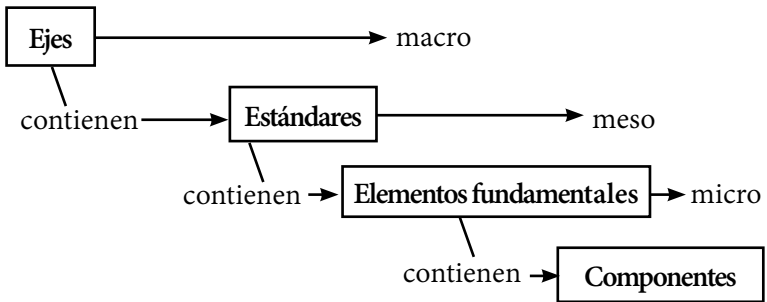 Ejes macro
contienen Estándares meso
contienen Elementos fundamentales micro
contienen Componentes